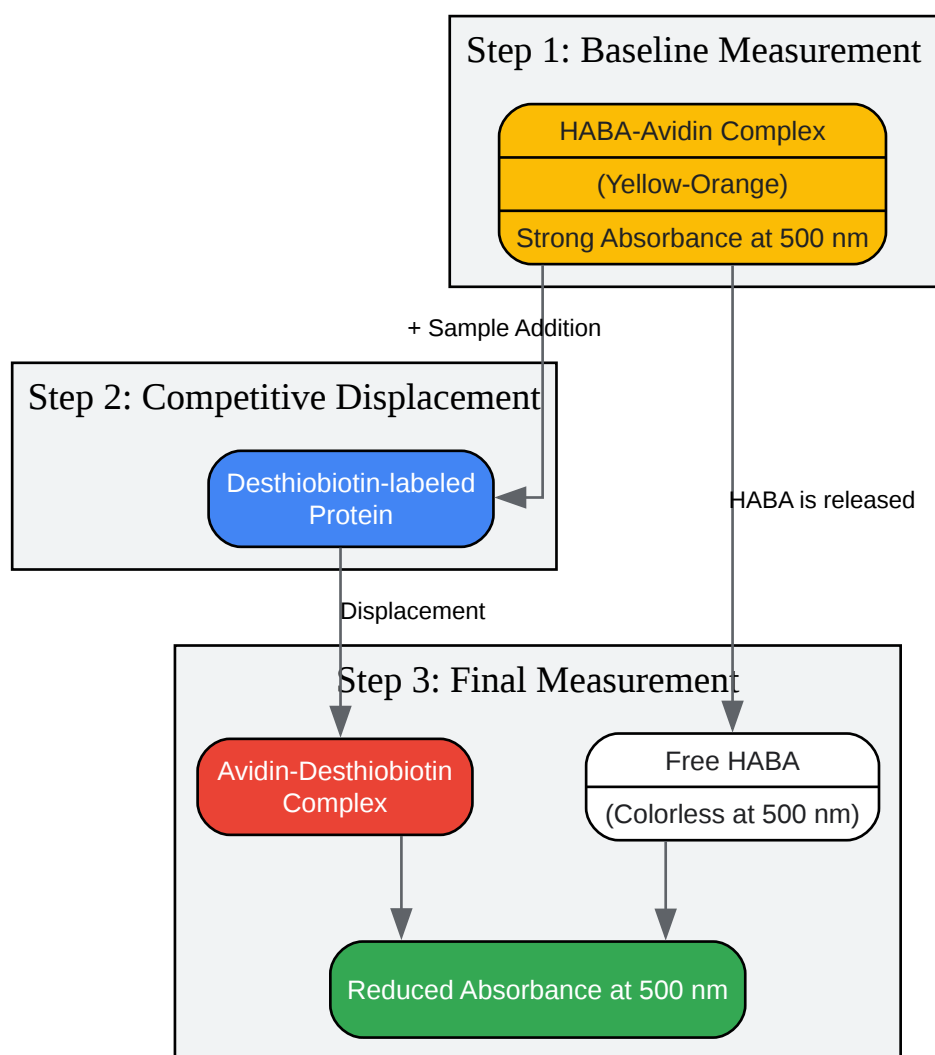 Step 1: Baseline Measurement
HABA-Avidin Complex
(Yellow-Orange)
Strong Absorbance at 500 nm
+ Sample Addition
Step 2: Competitive Displacement
Desthiobiotin-labeled
Protein
HABA is released
Displacement
Step 3: Final Measurement
Avidin-Desthiobiotin
Complex
Free HABA
(Colorless at 500 nm)
Reduced Absorbance at 500 nm